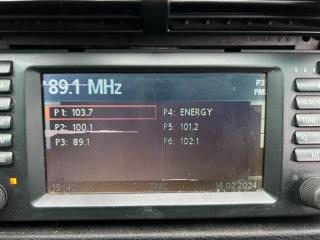 89.1 MHz
P3
FM
P1: 103.7
P4: ENERGY
P2: 100.1
P5: 101.2
P3: 89.1
P6: 102.1
16.02.2024
TUNE